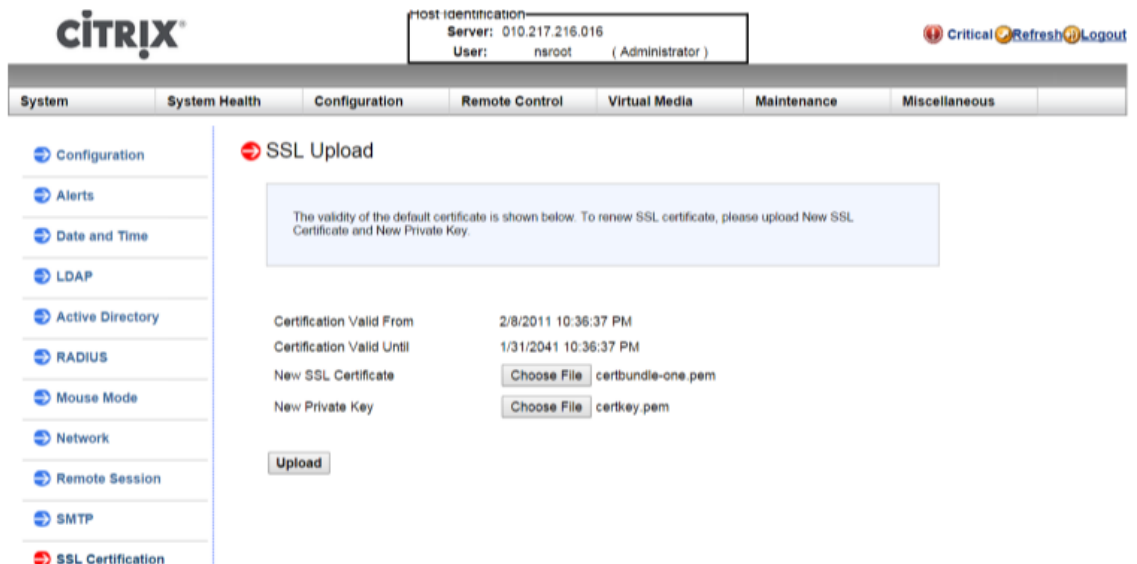 CITRIX
Host Identification
Server: 010.217.216.016
User: nsroot ( Administrator )
Critical Refresh Logout
System System Health Configuration Remote Control Virtual Media Maintenance Miscellaneous
Configuration
Alerts
Date and Time
LDAP
Active Directory
RADIUS
Mouse Mode
Network
Remote Session
SMTP
SSL Certification
SSL Upload
The validity of the default certificate is shown below. To renew SSL certificate, please upload New SSL
Certificate and New Private Key.
Certification Valid From 2/8/2011 10:36:37 PM
Certification Valid Until 1/31/2041 10:36:37 PM
New SSL Certificate Choose File certbundle-one.pem
New Private Key Choose File certkey.pem
Upload